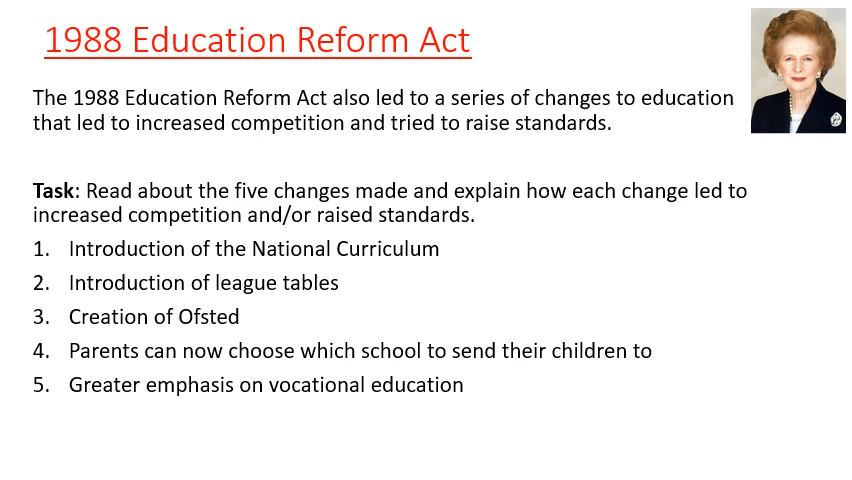 1988 Education Reform Act
The 1988 Education Reform Act also led to a series of changes to education
that led to increased competition and tried to raise standards.
Task: Read about the five changes made and explain how each change led to
increased competition and/or raised standards.
1. Introduction of the National Curriculum
2. Introduction of league tables
3. Creation of Ofsted
4. Parents can now choose which school to send their children to
5. Greater emphasis on vocational education